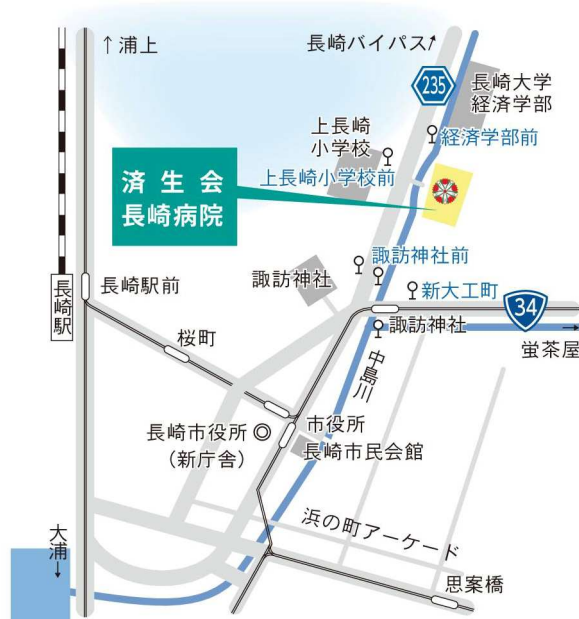 ↑浦上
長崎バイパス↗
235
長崎大学
経済学部
上長崎
小学校
経済学部前
上長崎小学校前
済生会
長崎病院
諏訪神社前
諏訪神社
新大工町
長崎駅前
長崎駅
34
諏訪神社
蛍茶屋→
桜町
中島川
市役所
長崎市役所◎
(新庁舎)
長崎市民会館
浜の町アーケード
大浦↓
思案橋